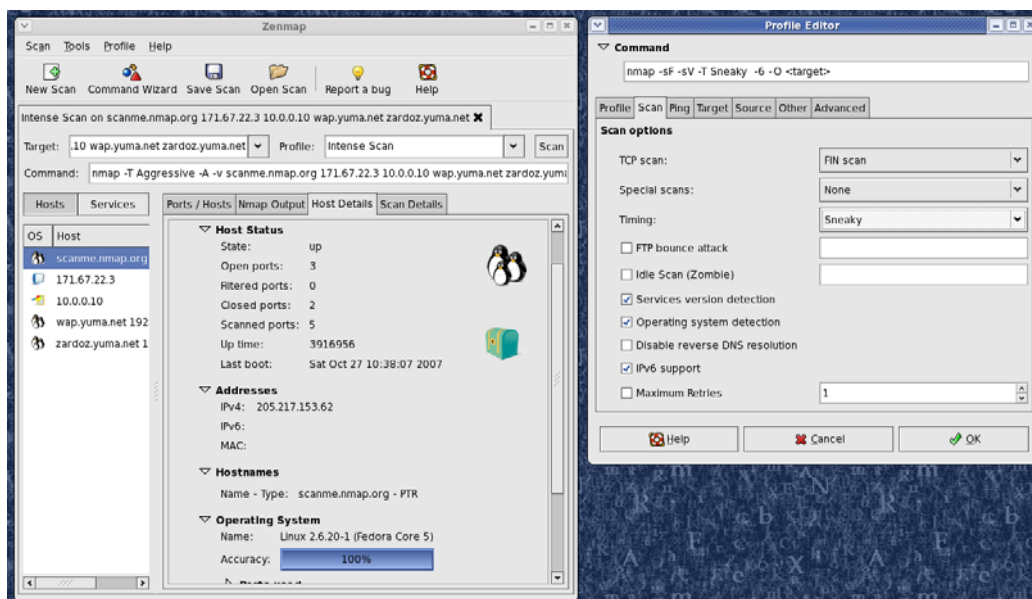 Zenmap
Scan Tools Profile Help
New Scan Command Wizard Save Scan Open Scan Report a bug Help
Intense Scan on scanme.nmap.org 171.67.22.3 10.0.0.10 wap.yuma.net zardoz.yuma.net
Target: .10 wap.yuma.net zardoz.yuma.net Profile: Intense Scan Scan
Command: nmap -T Aggressive -A -v scanme.nmap.org 171.67.22.3 10.0.0.10 wap.yuma.net zardoz.yuma
Hosts Services
OS Host
scanme.nmap.org
171.67.22.3
10.0.0.10
wap.yuma.net 192
zardoz.yuma.net 1
Ports / Hosts Nmap Output Host Details Scan Details
Host Status
State: up
Open ports: 3
Filtered ports: 0
Closed ports: 2
Scanned ports: 5
Up time: 3916956
Last boot: Sat Oct 27 10:38:07 2007
Addresses
IPv4: 205.217.153.62
IPv6:
MAC:
Hostnames
Name - Type: scanme.nmap.org - PTR
Operating System
Name: Linux 2.6.20-1 (Fedora Core 5)
Accuracy: 100%
Profile Editor
Command
nmap -sF -sV -T Sneaky -6 -O <target>
Profile Scan Ping Target Source Other Advanced
Scan options
TCP scan: FIN scan
Special scans: None
Timing: Sneaky
FTP bounce attack
Idle Scan (Zombie)
Services version detection
Operating system detection
Disable reverse DNS resolution
IPv6 support
Maximum Retries 1
Help Cancel OK